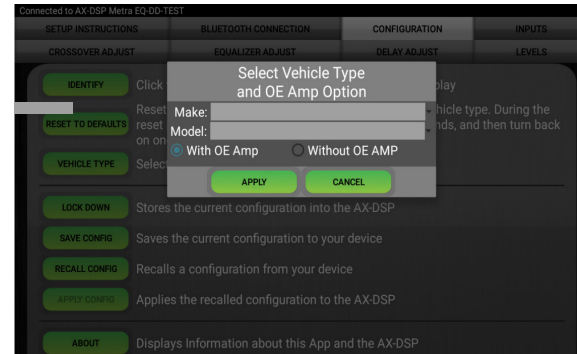 Connected to AX-DSP Metra EQ-DD-TEST
SETUP INSTRUCTIONS BLUETOOTH CONNECTION CONFIGURATION INPUTS
CROSSOVER ADJUST EQUALIZER ADJUST DELAY ADJUST LEVELS
Select Vehicle Type
and OE Amp Option
IDENTIFY Click play
Make:
RESET TO DEFAULTS Reset hicle type. During the
reset nds, and then turn back
on on
Model:
With OE Amp Without OE AMP
VEHICLE TYPE Selec
APPLY CANCEL
LOCK DOWN Stores the current configuration into the AX-DSP
SAVE CONFIG Saves the current configuration to your device
RECALL CONFIG Recalls a configuration from your device
APPLY CONFIG Applies the recalled configuration to the AX-DSP
ABOUT Displays Information about this App and the AX-DSP